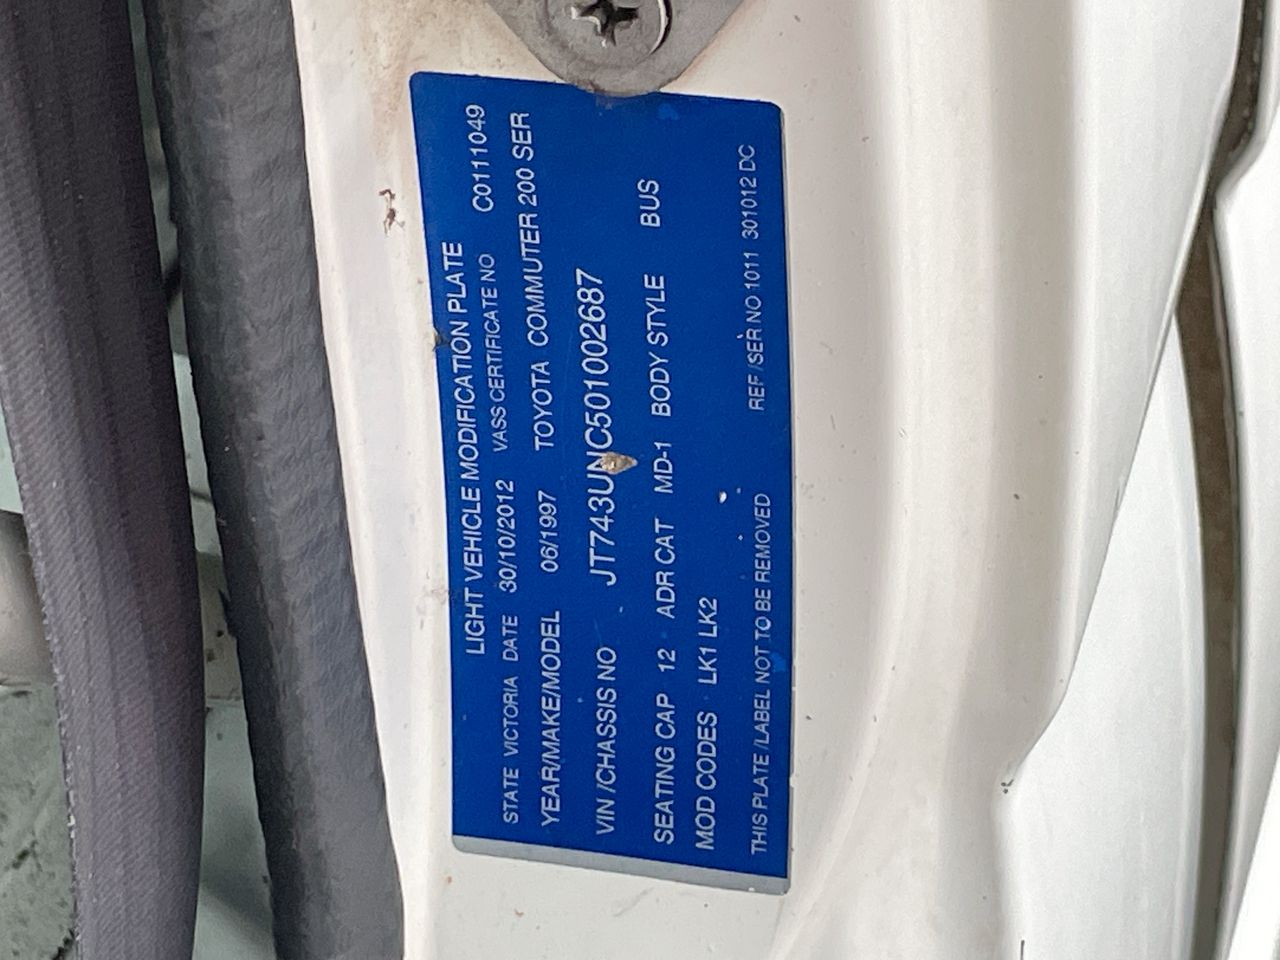 LIGHT VEHICLE MODIFICATION PLATE
STATE VICTORIA DATE 30/10/2012 VASS CERTIFICATE NO C0111049
YEAR/MAKE/MODEL 06/1997 TOYOTA COMMUTER 200 SER
VIN /CHASSIS NO JT743UNC501002687
SEATING CAP 12 ADR CAT MD-1 BODY STYLE BUS
MOD CODES LK1 LK2
THIS PLATE /LABEL NOT TO BE REMOVED REF /SER NO 1011 301012 DC